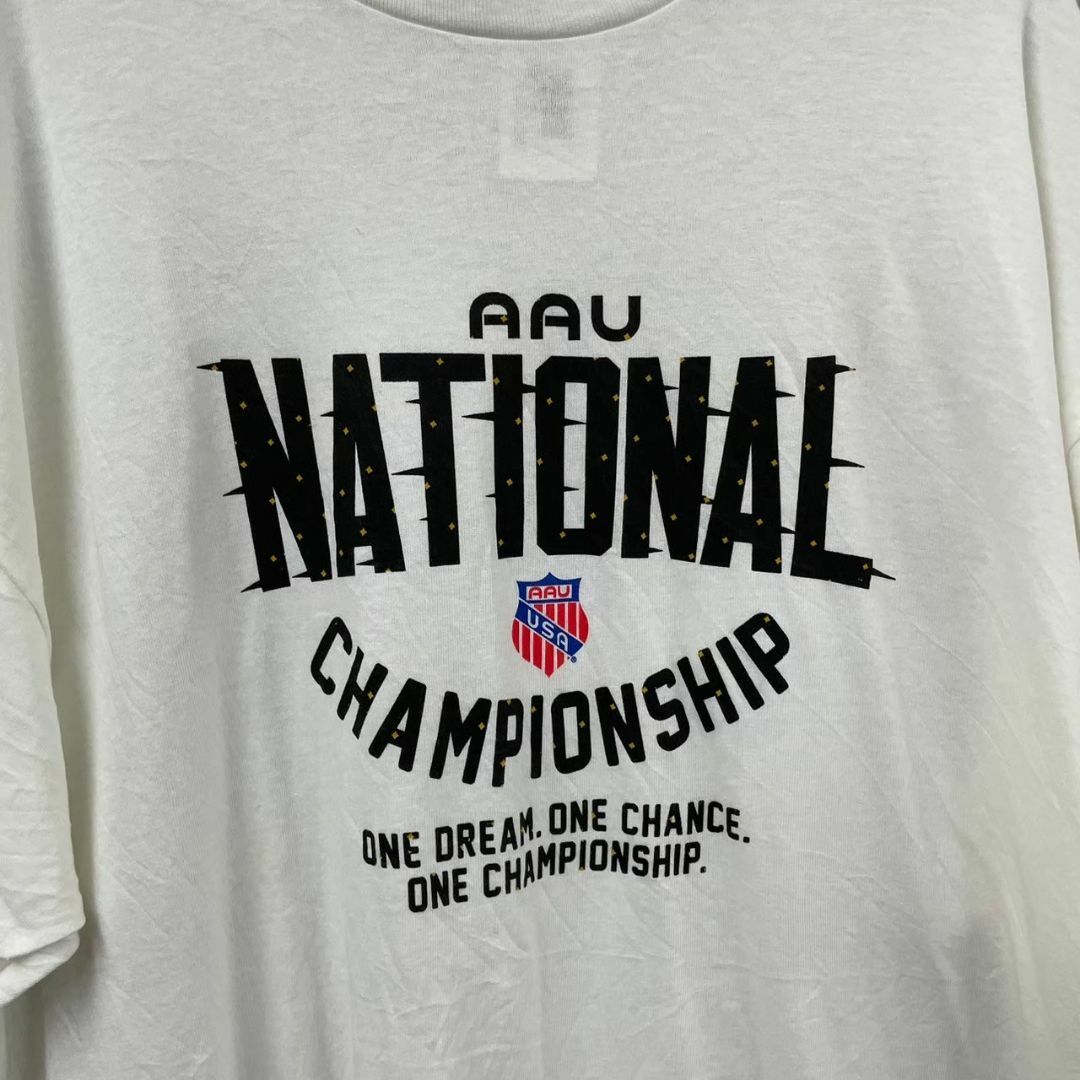 AAU
NATIONAL
AAU
USA
®
CHAMPIONSHIP
ONE DREAM. ONE CHANCE.
ONE CHAMPIONSHIP.